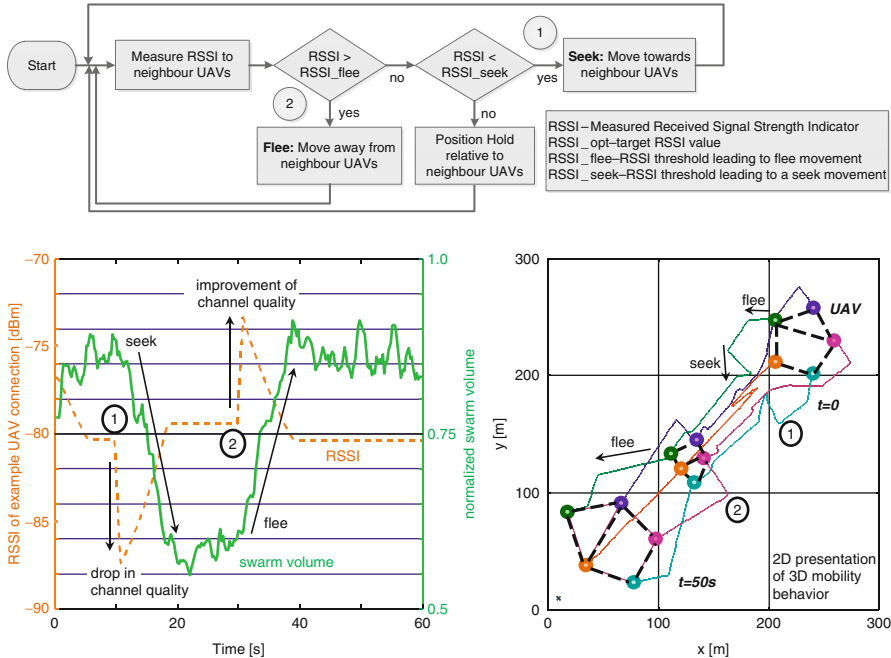 Start
Measure RSSI to
neighbour UAVs
RSSI >
RSSI_flee
no
RSSI <
RSSI_seek
1
yes
Seek: Move towards
neighbour UAVs
2
yes
no
Flee: Move away from
neighbour UAVs
Position Hold
relative to
neighbour UAVs
RSSI–Measured Received Signal Strength Indicator
RSSI_opt–target RSSI value
RSSI_flee–RSSI threshold leading to flee movement
RSSI_seek–RSSI threshold leading to a seek movement
RSSI of example UAV connection [dBm]
−70
−75
−80
−85
−90
improvement of
channel quality
seek
1
2
RSSI
flee
swarm volume
drop in
channel quality
1.0
0.75
0.5
normalized swarm volume
0
20
40
60
Time [s]
y [m]
300
200
100
0
flee
UAV
seek
t=0
1
flee
2
t=50s
2D presentation
of 3D mobility
behavior
×
0
100
200
300
x [m]